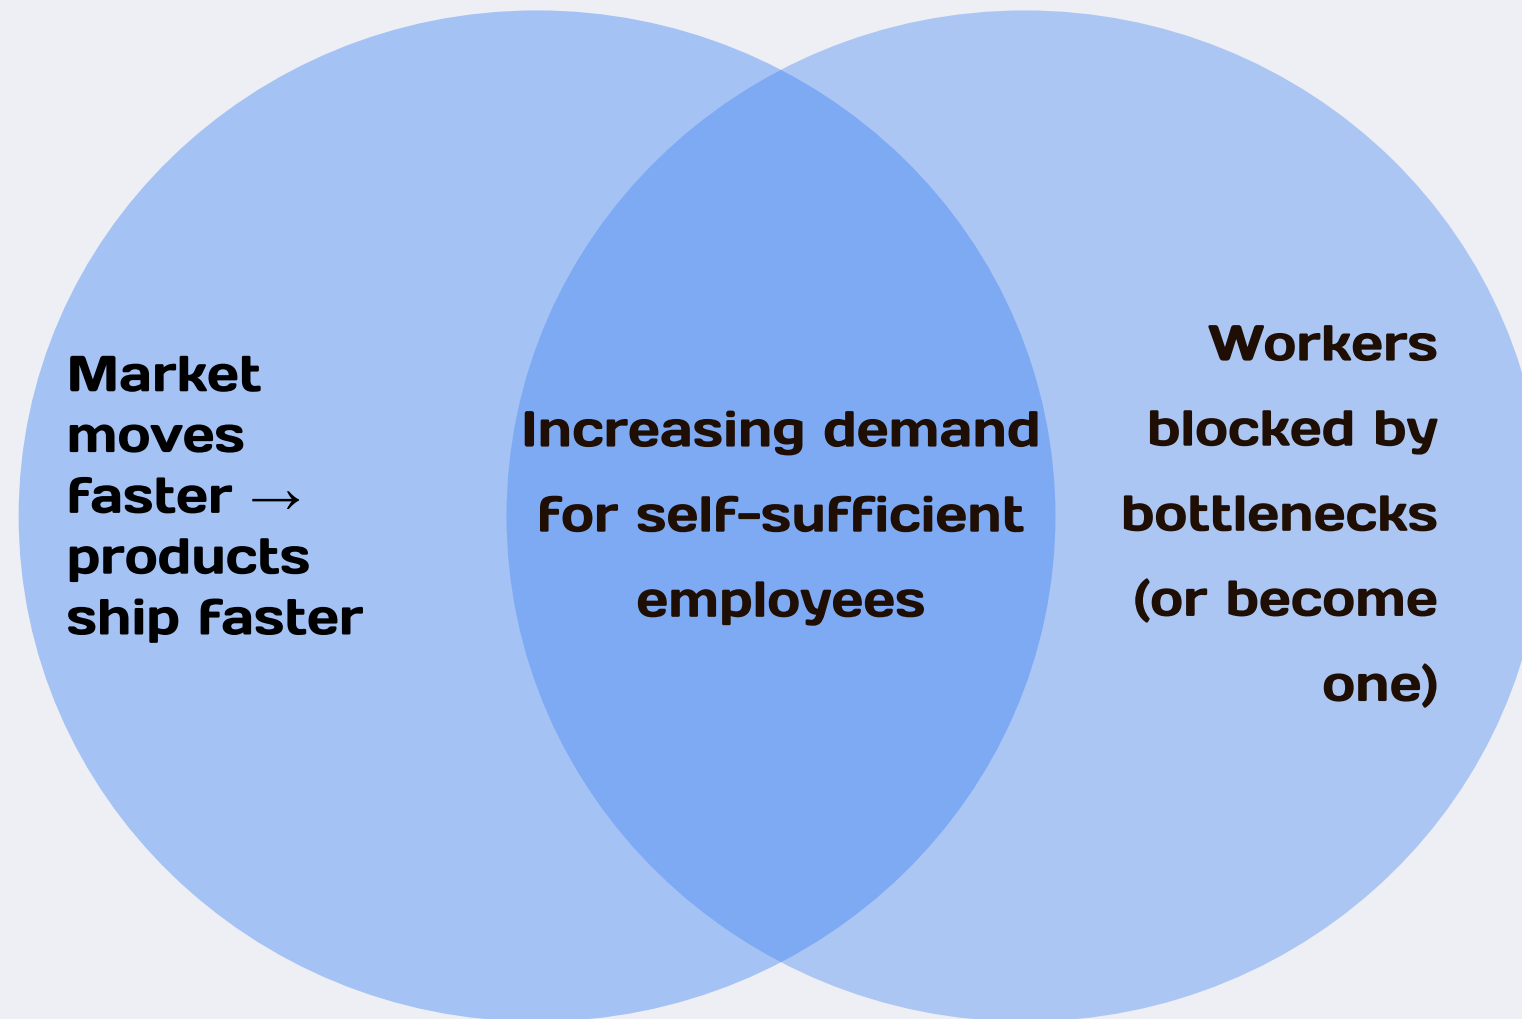 Market
moves
faster →
products
ship faster
Increasing demand
for self-sufficient
employees
Workers
blocked by
bottlenecks
(or become
one)